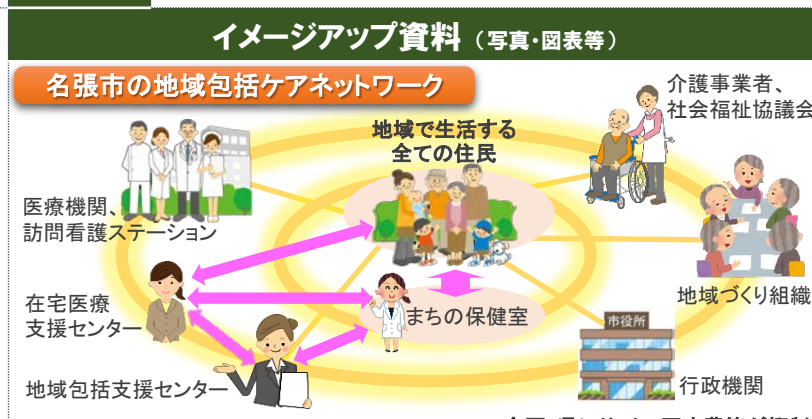 イメージアップ資料（写真・図表等）
名張市の地域包括ケアネットワーク
介護事業者、
社会福祉協議会
地域で生活する
全ての住民
医療機関、
訪問看護ステーション
地域づくり組織
在宅医療
支援センター
まちの保健室
市役所
地域包括支援センター
行政機関